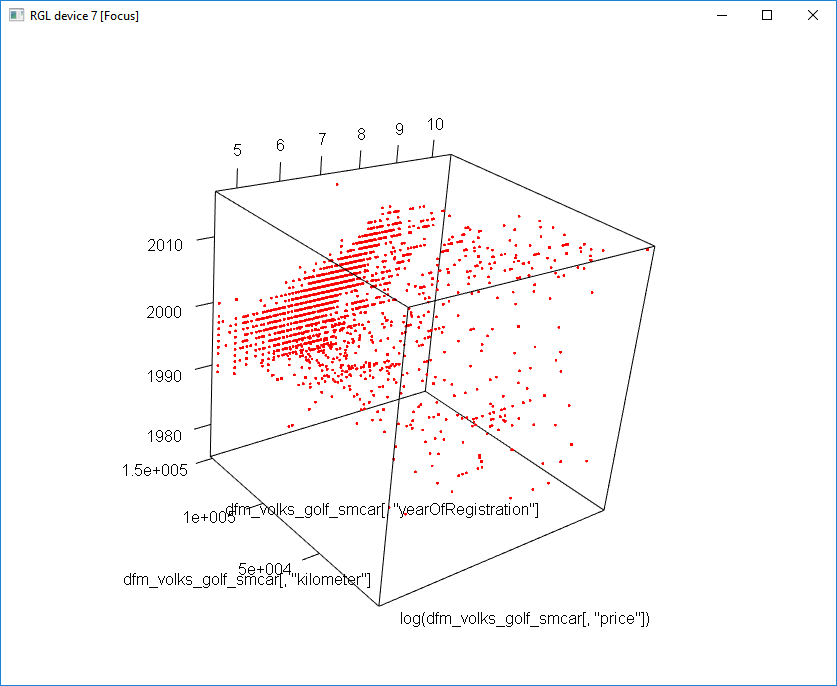 RGL device 7 [Focus]
5 6 7 8 9 10
2010
2000
1990
1980
1.5e+005
1e+005
dfm_volks_golf_smcar[, "yearOfRegistration"]
5e+004
dfm_volks_golf_smcar[, "kilometer"]
log(dfm_volks_golf_smcar[, "price"])